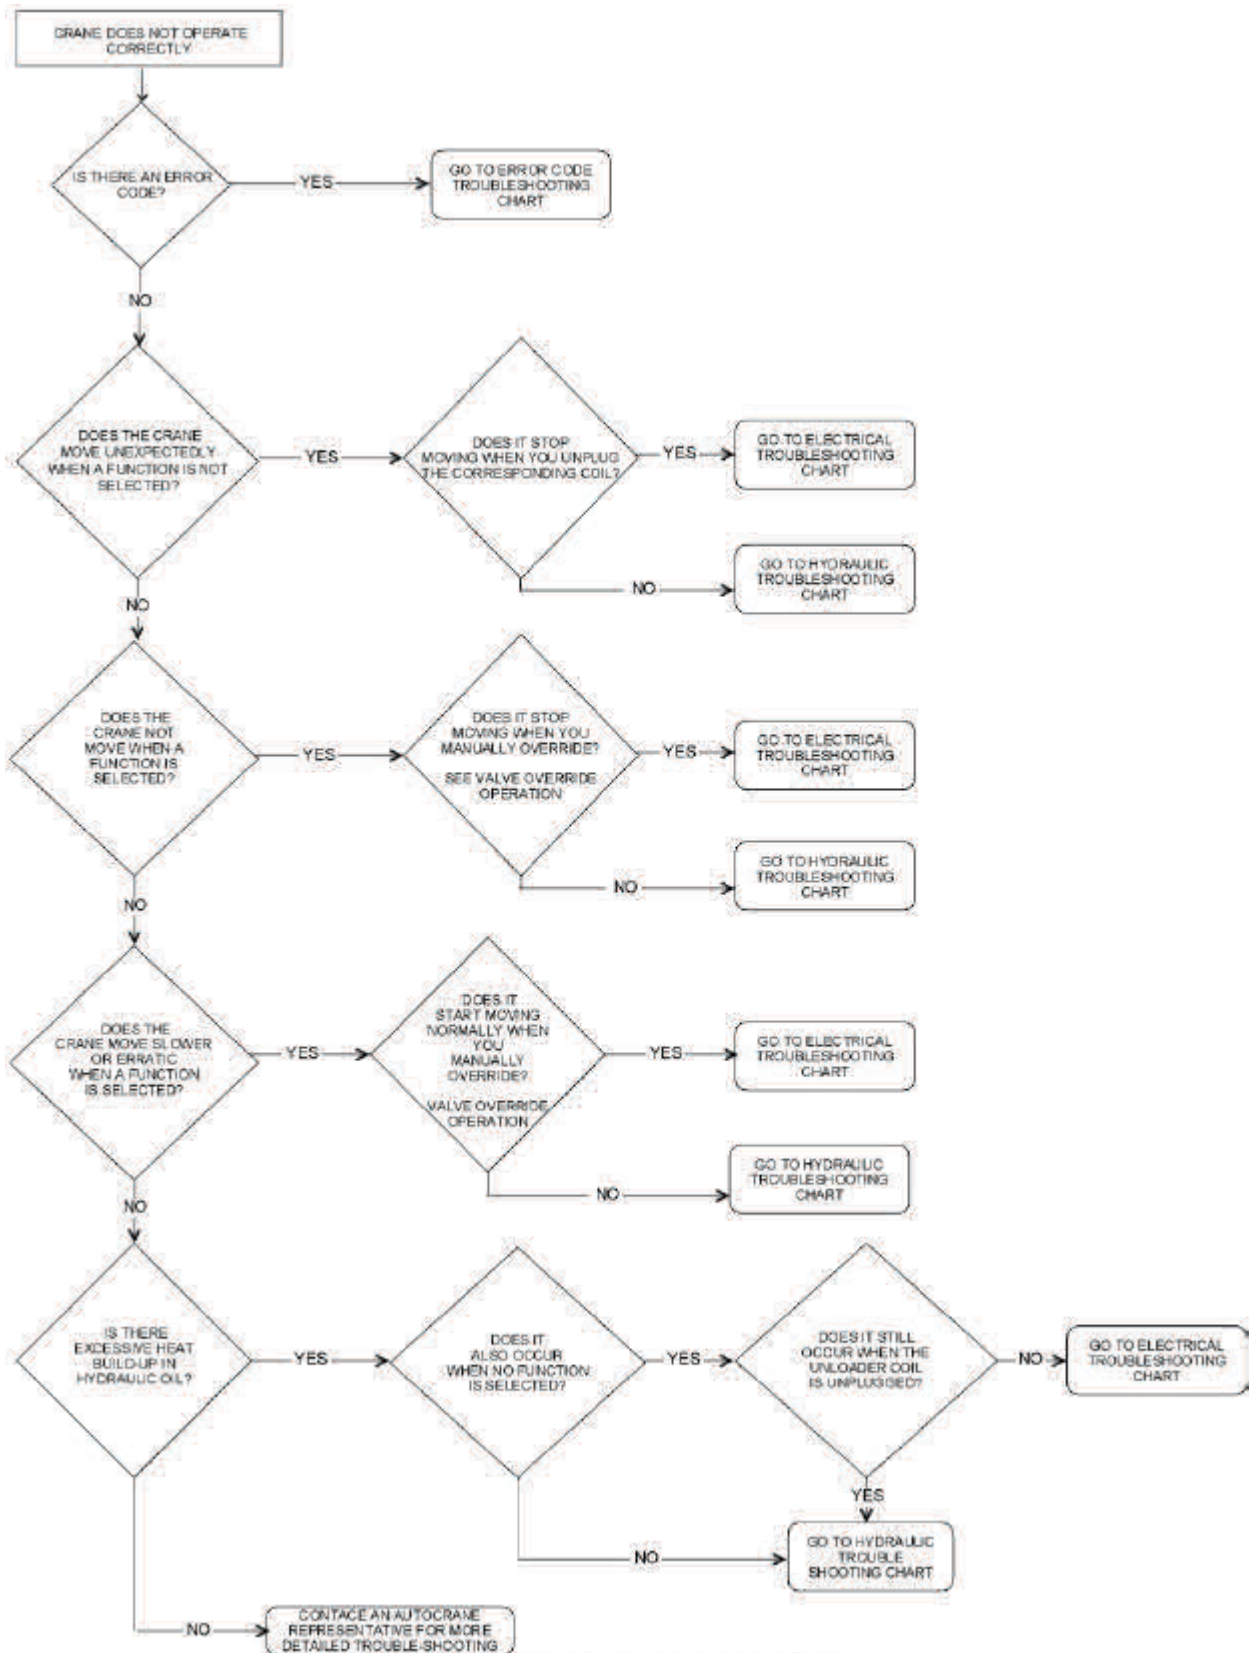 CRANE DOES NOT OPERATE
CORRECTLY
IS THERE AN ERROR
CODE?
YES
GO TO ERROR CODE
TROUBLESHOOTING
CHART
NO
DOES THE CRANE
MOVE UNEXPECTEDLY
WHEN A FUNCTION IS NOT
SELECTED?
YES
DOES IT STOP
MOVING WHEN YOU UNPLUG
THE CORRESPONDING COIL?
YES
GO TO ELECTRICAL
TROUBLESHOOTING
CHART
NO
GO TO HYDRAULIC
TROUBLESHOOTING
CHART
NO
DOES THE
CRANE NOT
MOVE WHEN A
FUNCTION IS
SELECTED?
YES
DOES IT STOP
MOVING WHEN YOU
MANUALLY OVERRIDE?
SEE VALVE OVERRIDE
OPERATION
YES
GO TO ELECTRICAL
TROUBLESHOOTING
CHART
NO
GO TO HYDRAULIC
TROUBLESHOOTING
CHART
NO
DOES THE
CRANE MOVE SLOWER
OR ERRATIC
WHEN A FUNCTION
IS SELECTED?
YES
DOES IT
START MOVING
NORMALLY WHEN
YOU
MANUALLY
OVERRIDE?
VALVE OVERRIDE
OPERATION
YES
GO TO ELECTRICAL
TROUBLESHOOTING
CHART
NO
GO TO HYDRAULIC
TROUBLESHOOTING
CHART
NO
IS THERE
EXCESSIVE HEAT
BUILD-UP IN
HYDRAULIC OIL?
YES
DOES IT
ALSO OCCUR
WHEN NO FUNCTION
IS SELECTED?
YES
DOES IT STILL
OCCUR WHEN THE
UNLOADER COIL
IS UNPLUGGED?
NO
GO TO ELECTRICAL
TROUBLESHOOTING
CHART
YES
NO
GO TO HYDRAULIC
TROUBLE
SHOOTING CHART
NO
CONTACE AN AUTOCRANE
REPRESENTATIVE FOR MORE
DETAILED TROUBLE-SHOOTING